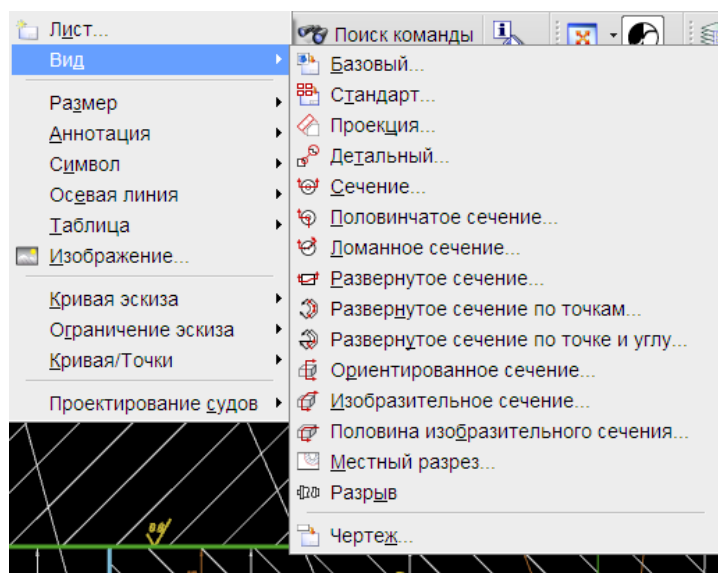 Лист...
Поиск команды
Вид
Базовый...
Стандарт...
Проекция...
Детальный...
Сечение...
Половинчатое сечение...
Ломанное сечение...
Развернутое сечение...
Развернутое сечение по точкам...
Развернутое сечение по точке и углу...
Ориентированное сечение...
Изобразительное сечение...
Половина изобразительного сечения...
Местный разрез...
Разрыв
Чертеж...
Размер
Аннотация
Символ
Осевая линия
Таблица
Изображение...
Кривая эскиза
Ограничение эскиза
Кривая/Точки
Проектирование судов